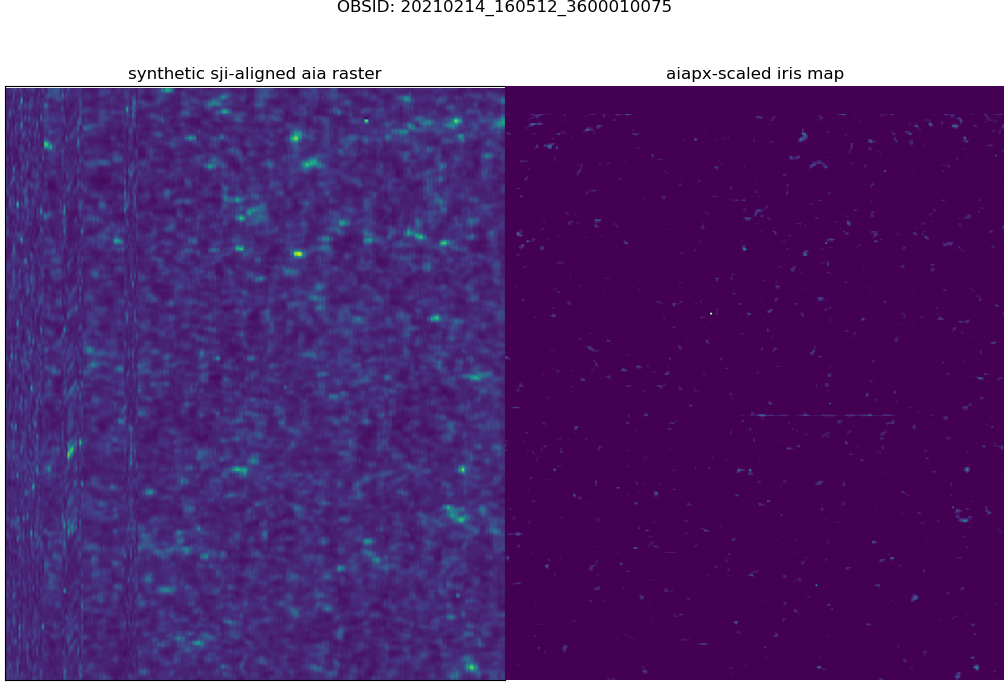 OBSID: 20210214_160512_3600010075
synthetic sji-aligned aia raster
aiapx-scaled iris map